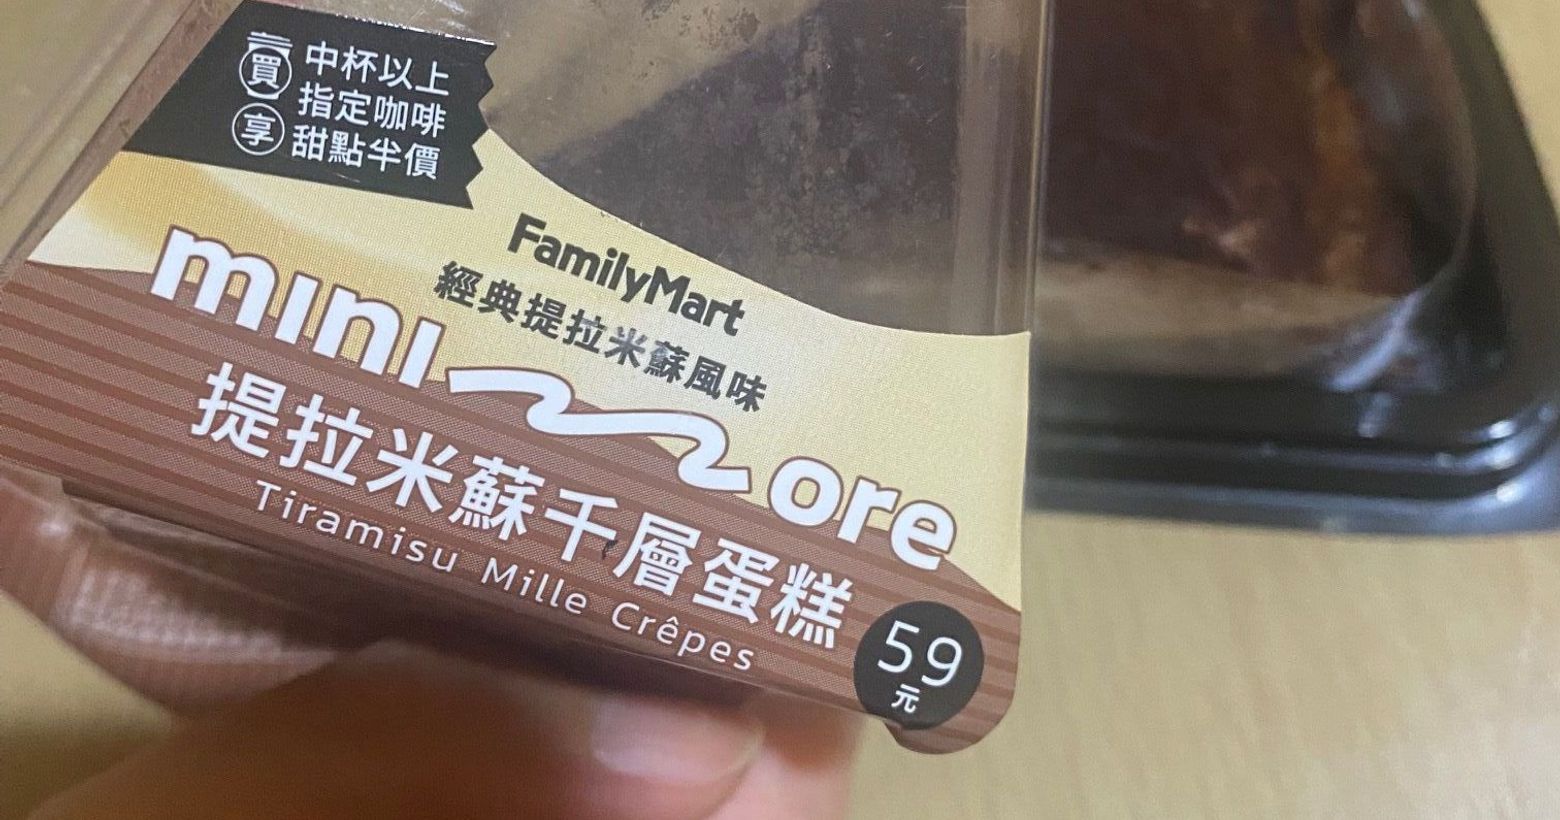 買 中杯以上
指定咖啡
享 甜點半價
FamilyMart
經典提拉米蘇風味
mini more
提拉米蘇千層蛋糕
Tiramisu Mille Crêpes
59
元